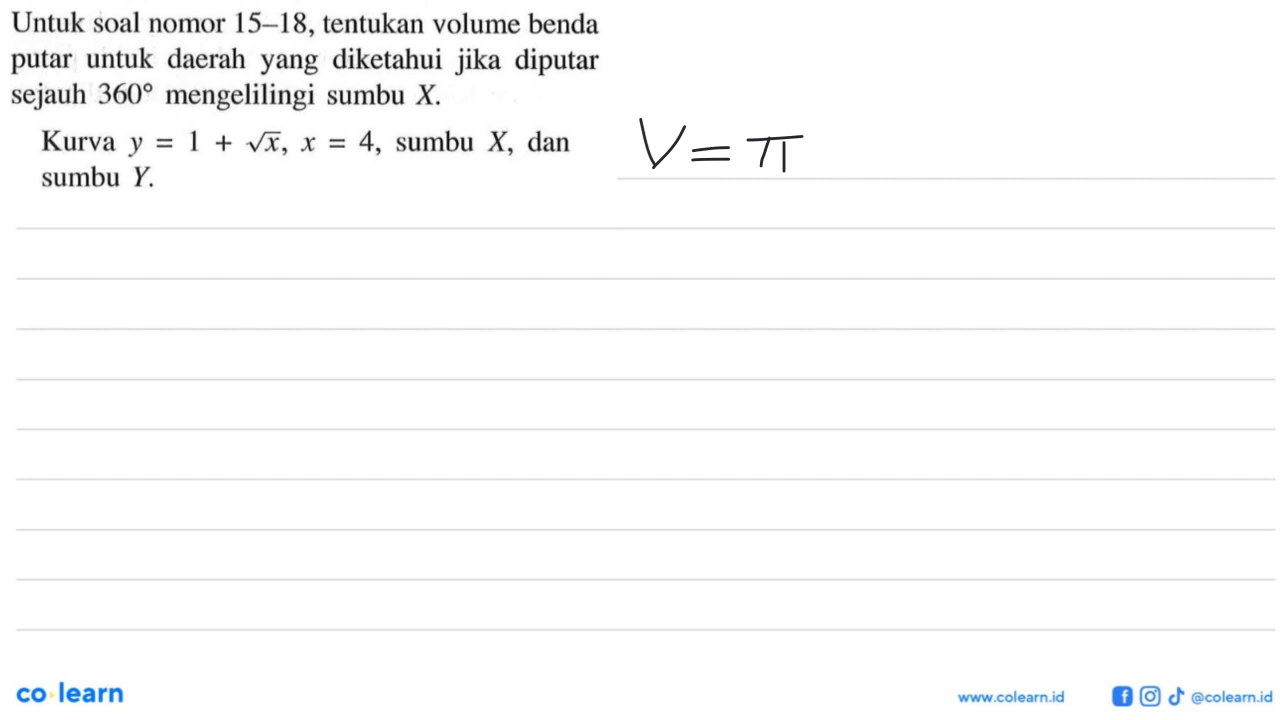 Untuk soal nomor 15–18, tentukan volume benda
putar untuk daerah yang diketahui jika diputar
sejauh 360° mengelilingi sumbu X.
Kurva y = 1 + √x, x = 4, sumbu X, dan
sumbu Y.
V = π
co learn
www.colearn.id
@colearn.id